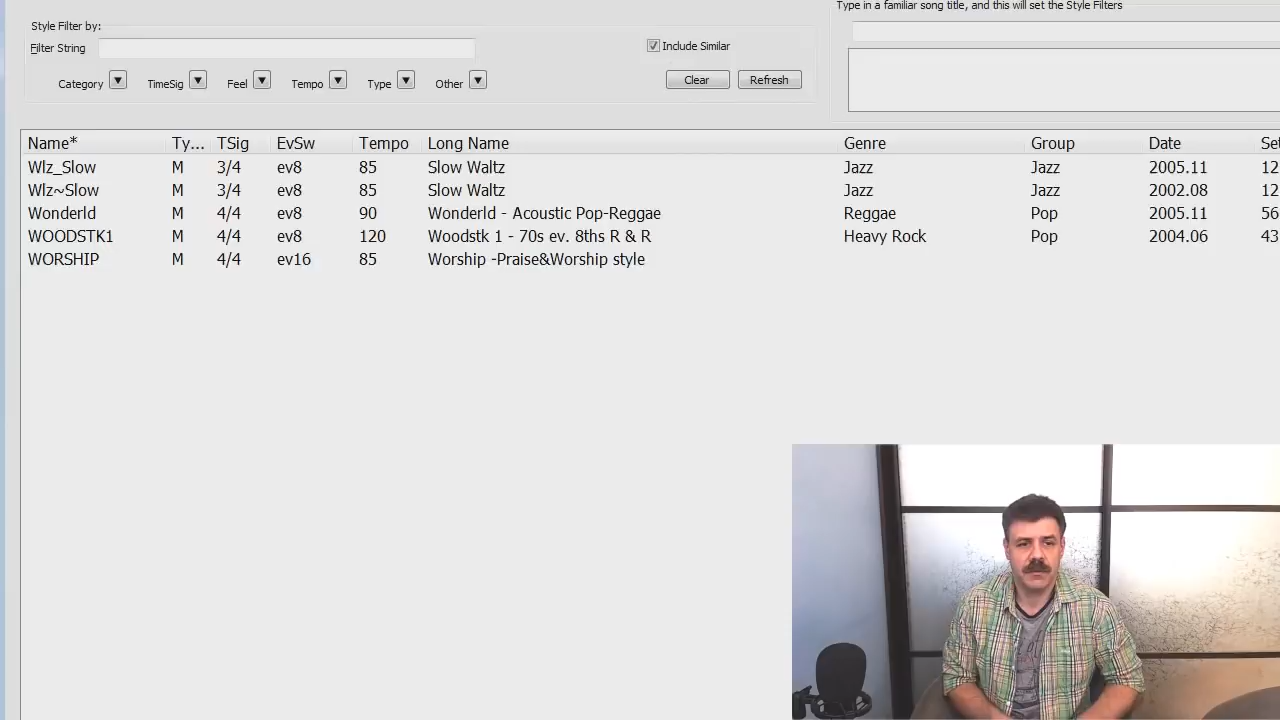 Type in a familiar song title, and this will set the Style Filters
Style Filter by:
Filter String
Include Similar
Category TimeSig Feel Tempo Type Other Clear Refresh
Name* Ty... TSig EvSw Tempo Long Name Genre Group Date Set
Wlz_Slow M 3/4 ev8 85 Slow Waltz Jazz Jazz 2005.11 12
Wlz~Slow M 3/4 ev8 85 Slow Waltz Jazz Jazz 2002.08 12
Wonderld M 4/4 ev8 90 Wonderld - Acoustic Pop-Reggae Reggae Pop 2005.11 56
WOODSTK1 M 4/4 ev8 120 Woodstk 1 - 70s ev. 8ths R & R Heavy Rock Pop 2004.06 43
WORSHIP M 4/4 ev16 85 Worship -Praise&Worship style